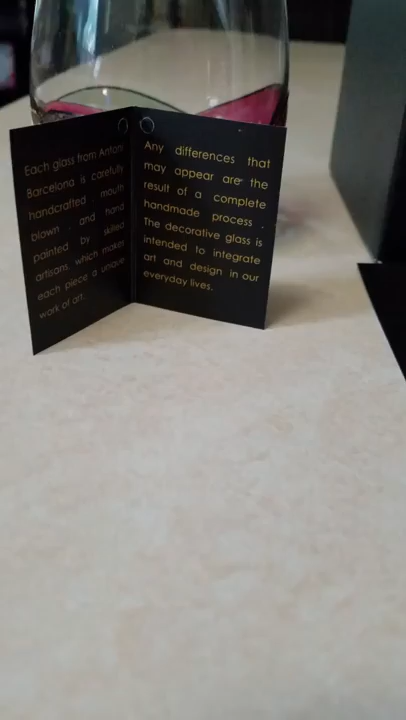 Each glass from Antoni
Barcelona is carefully
handcrafted , mouth
blown , and hand
painted by skilled
artisans, which makes
each piece a unique
work of art.
Any differences that
may appear are the
result of a complete
handmade process .
The decorative glass is
intended to integrate
art and design in our
everyday lives.